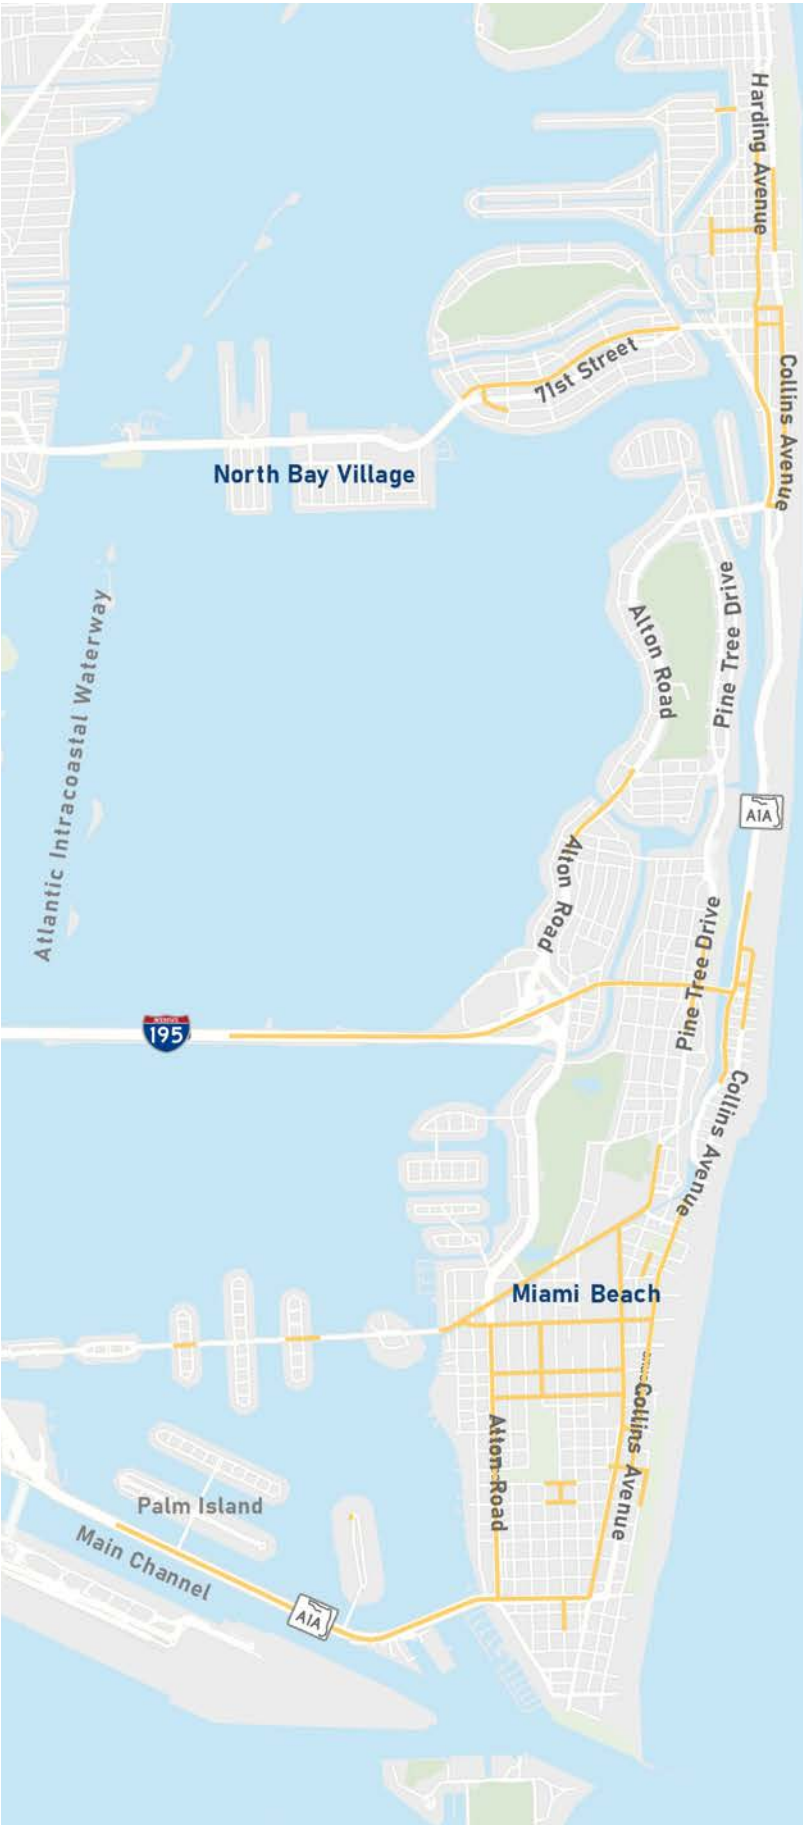 Harding Avenue
71st Street
Collins Avenue
North Bay Village
Atlantic Intracoastal Waterway
Alton Road
Pine Tree Drive
A1A
Alton Road
Pine Tree Drive
195
Collins Avenue
Miami Beach
Collins Avenue
Alton Road
Palm Island
Main Channel
A1A